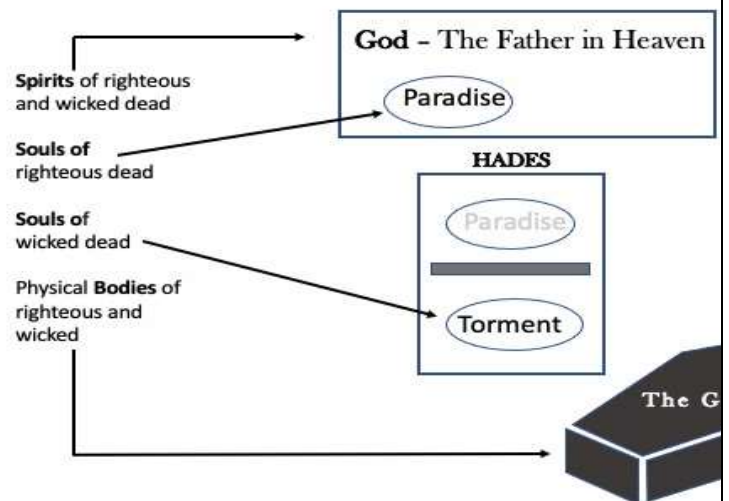 God – The Father in Heaven
Paradise
Spirits of righteous
and wicked dead
Souls of
righteous dead
Souls of
wicked dead
Physical Bodies of
righteous and
wicked
HADES
Paradise
Torment
The G